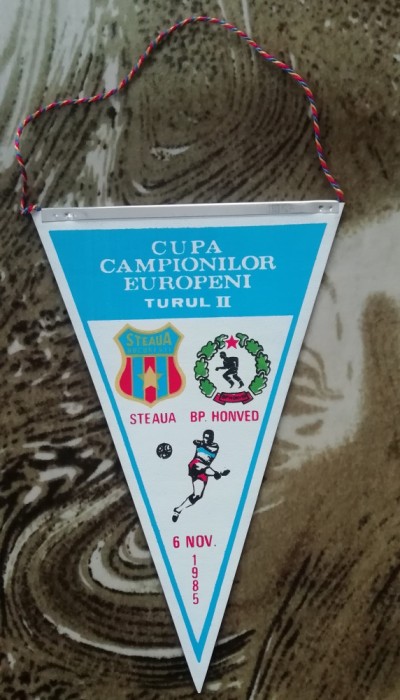 CUPA
CAMPIONILOR
EUROPENI
TURUL II
STEAUA
STEAUA BP. HONVED
6 NOV.
1985